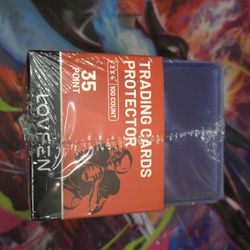 TRADING CARDS
PROTECTOR
3 X 4 | 100 COUNT
35
POINT